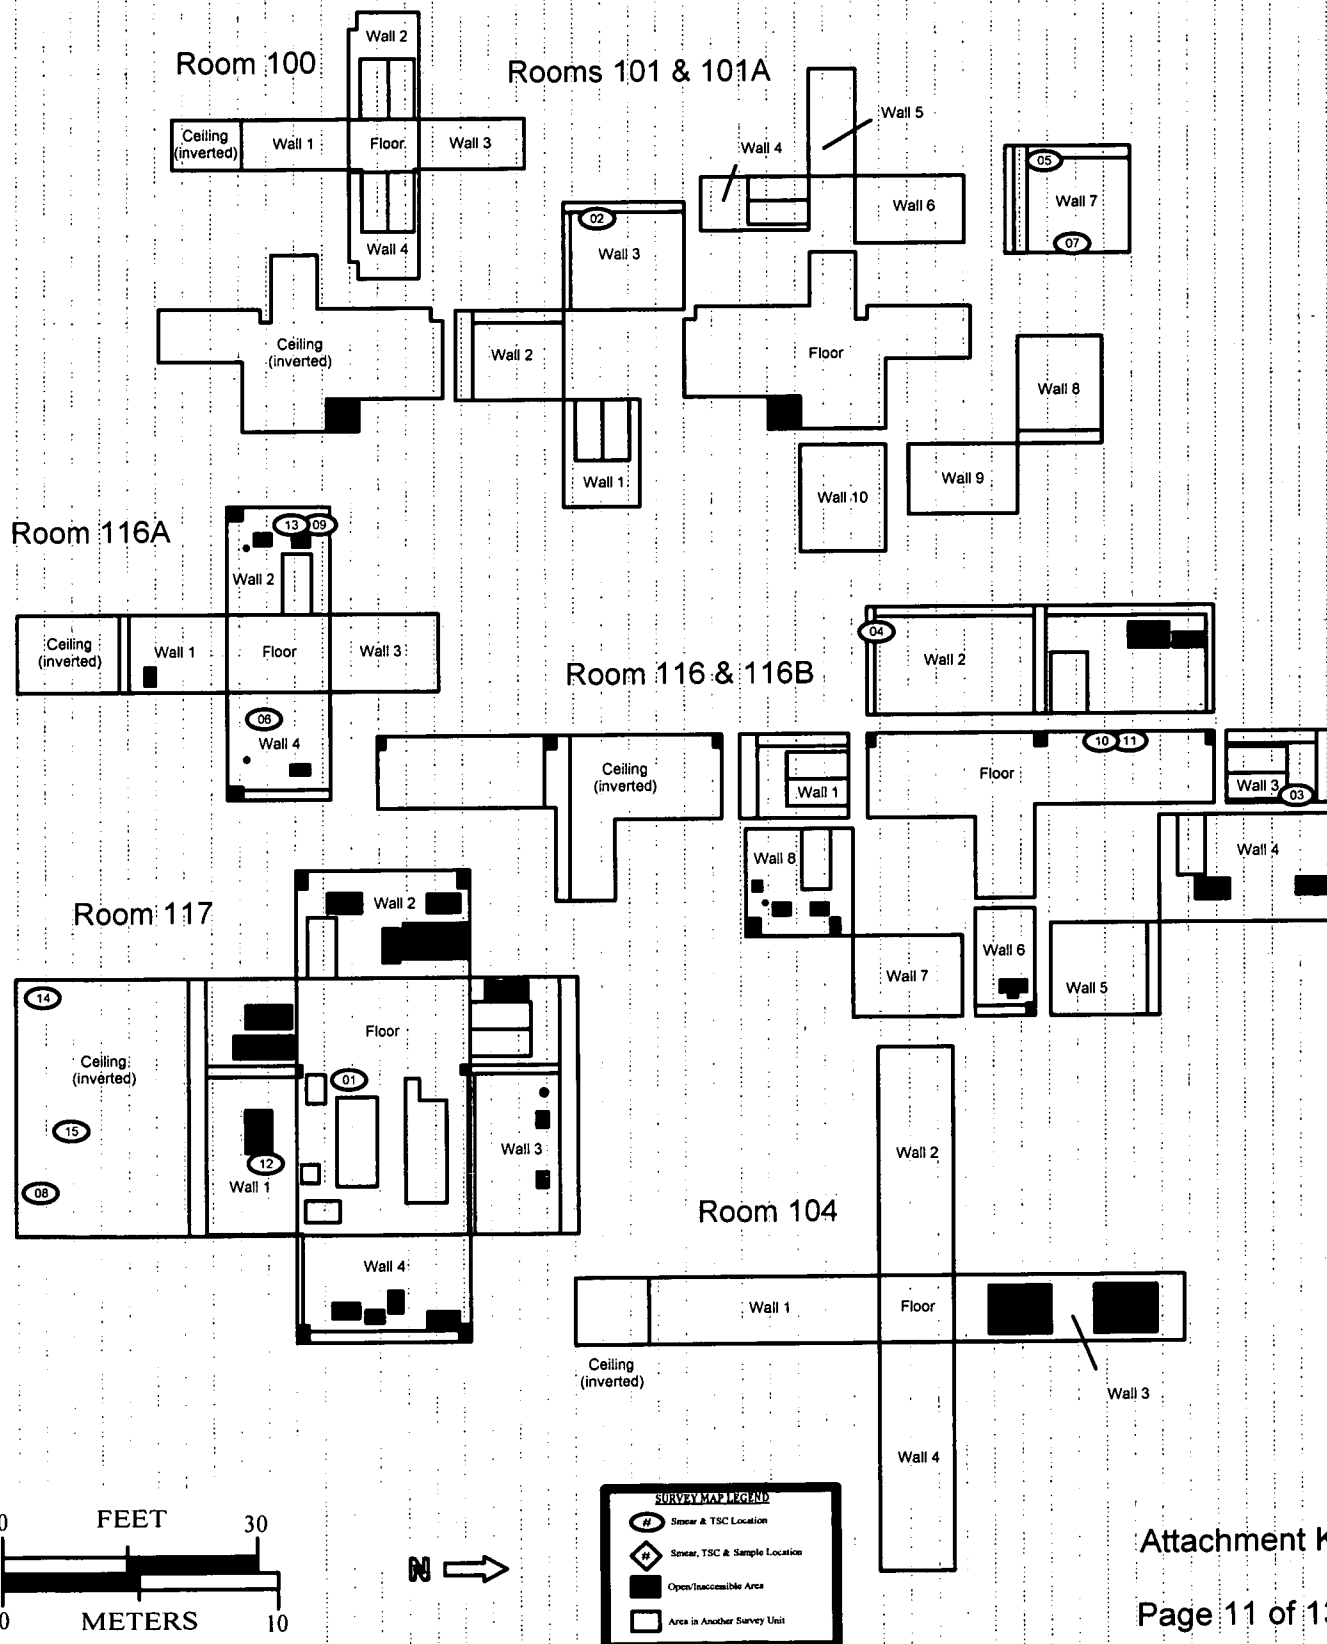 Room 100
Wall 2
Ceiling
(inverted)
Wall 1
Floor
Wall 3
Wall 4
Rooms 101 & 101A
Wall 5
Wall 4
Wall 6
05
Wall 7
07
02
Wall 3
Ceiling
(inverted)
Wall 2
Floor
Wall 8
Wall 1
Wall 10
Wall 9
Room 116A
13
09
Wall 2
Ceiling
(inverted)
Wall 1
Floor
Wall 3
06
Wall 4
Room 116 & 116B
04
Wall 2
Ceiling
(inverted)
Wall 1
Floor
10
11
Wall 3
03
Wall 8
Wall 4
Wall 7
Wall 6
Wall 5
Room 117
Wall 2
14
Floor
Ceiling
(inverted)
01
15
12
Wall 3
08
Wall 1
Wall 4
Room 104
Wall 2
Wall 1
Floor
Ceiling
(inverted)
Wall 3
Wall 4
0
FEET
30
0
METERS
10
N
SURVEY MAP LEGEND
# Smear & TSC Location
# Smear, TSC & Sample Location
Open/Inaccessible Area
Area in Another Survey Unit
Attachment K
Page 11 of 13